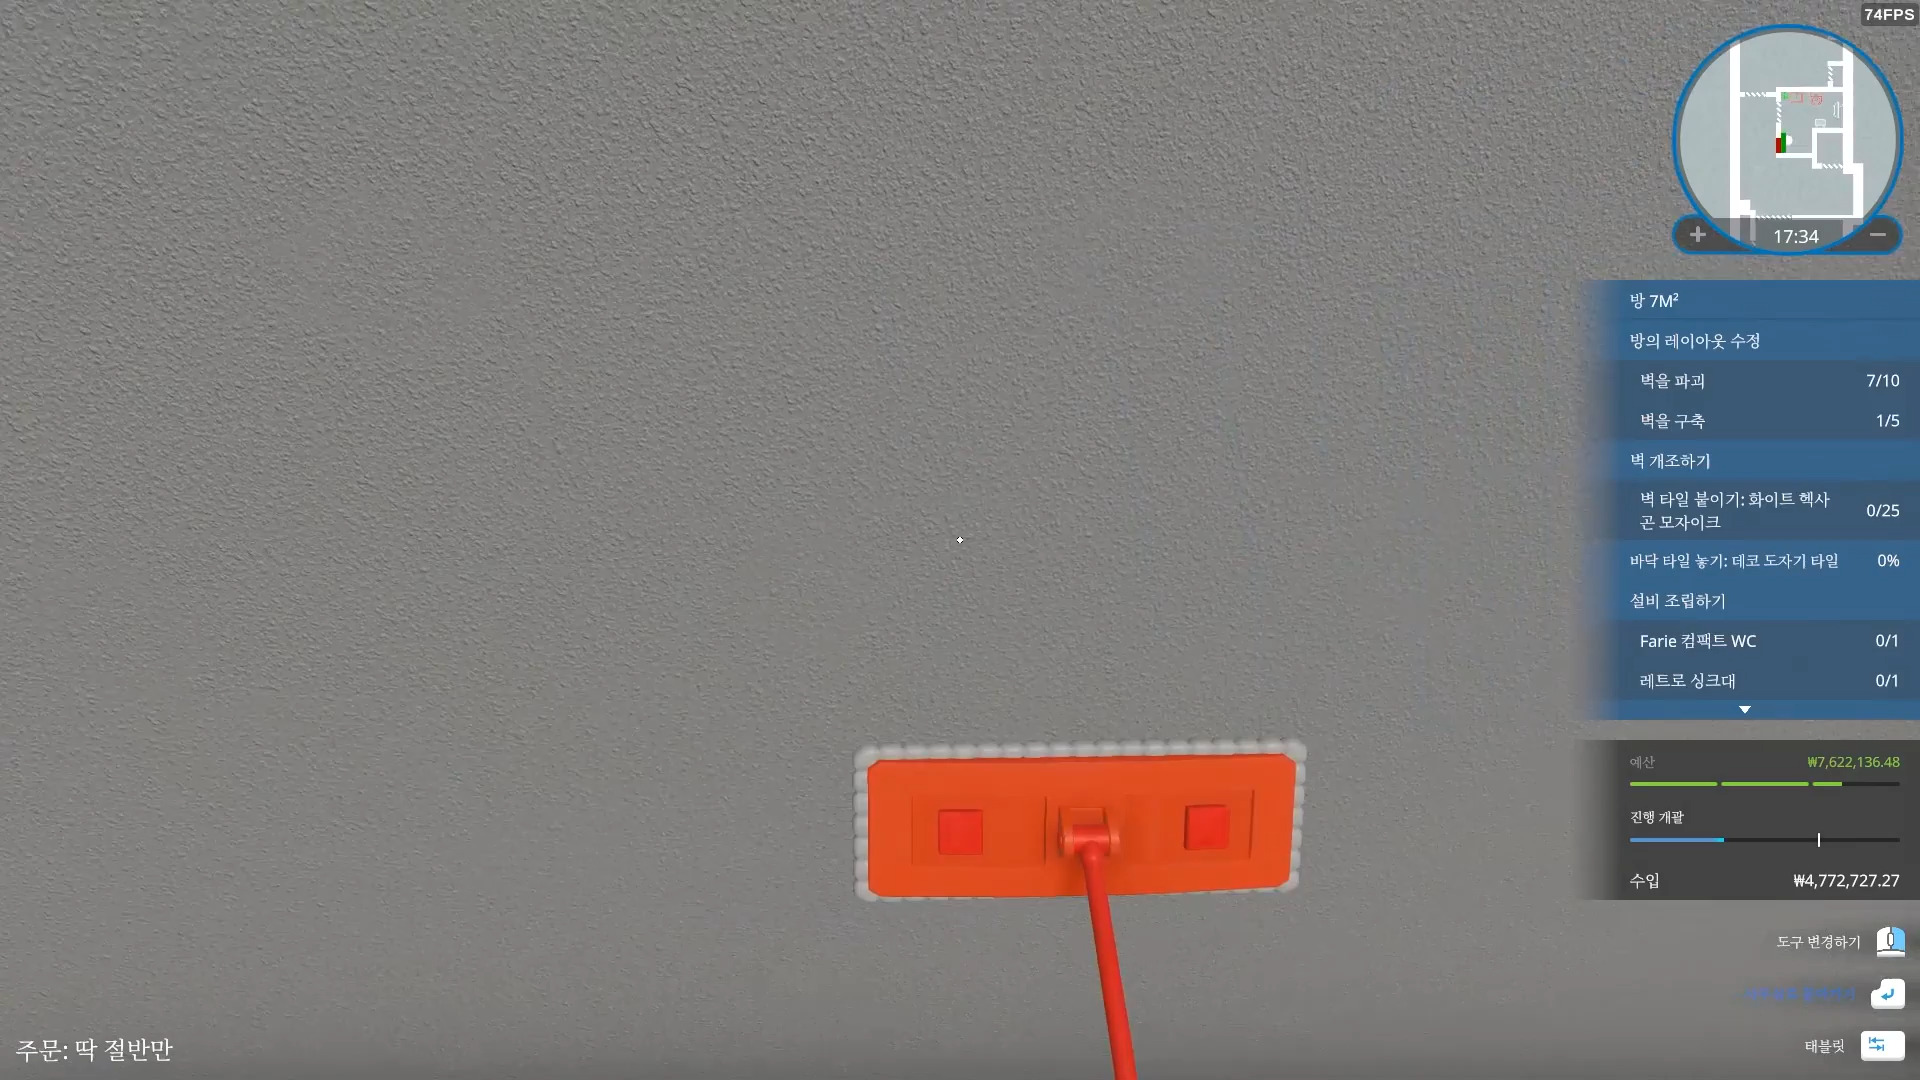 74FPS
17:34
방 7M²
방의 레이아웃 수정
벽을 파괴 7/10
벽을 구축 1/5
벽 개조하기
벽 타일 붙이기: 화이트 헥사
곤 모자이크 0/25
바닥 타일 놓기: 데코 도자기 타일 0%
설비 조립하기
Farie 컴팩트 WC 0/1
레트로 싱크대 0/1
예산 ₩7,622,136.48
진행 개괄
수입 ₩4,772,727.27
도구 변경하기
태블릿
주문: 딱 절반만